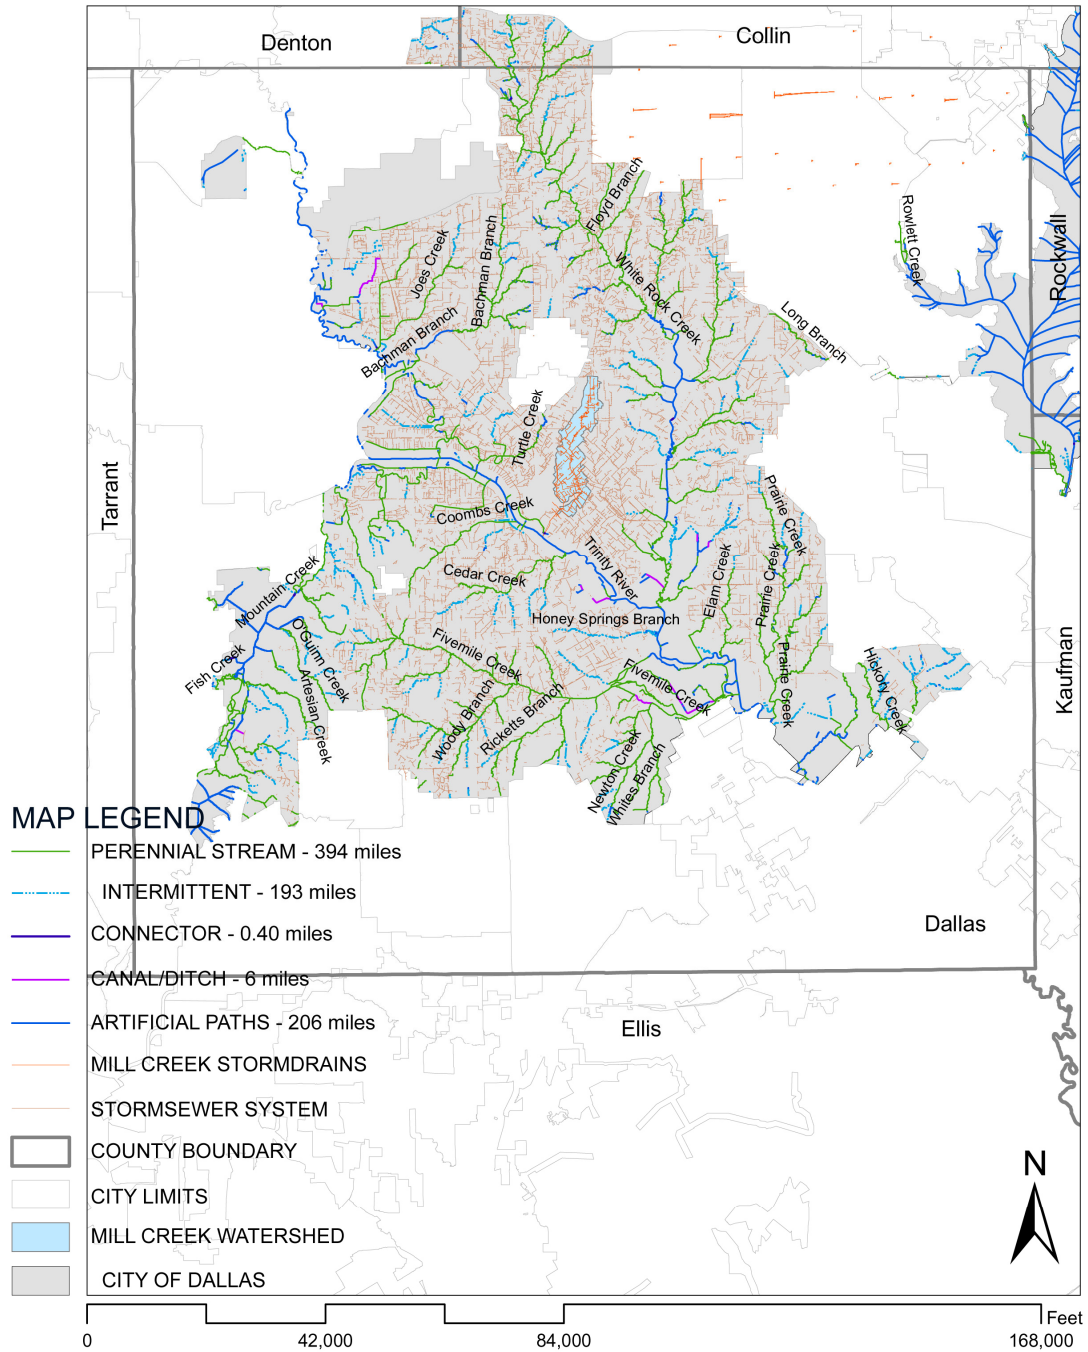 Denton
Collin
Floyd Branch
Rowlett Creek
Rockwall
Joes Creek
Bachman Branch
White Rock Creek
Long Branch
Bachman Branch
Turtle Creek
Tarrant
Coombs Creek
Prairie Creek
Trinity River
Elam Creek
Prairie Creek
Cedar Creek
Mountain Creek
Honey Springs Branch
O'Guinn Creek
Fivemile Creek
Fish Creek
Artesian Creek
Fivemile Creek
Prairie Creek
Hickory Creek
Kaufman
Woody Branch
Ricketts Branch
Newton Creek
Whites Branch
MAP LEGEND
PERENNIAL STREAM - 394 miles
INTERMITTENT - 193 miles
CONNECTOR - 0.40 miles
CANAL/DITCH - 6 miles
ARTIFICIAL PATHS - 206 miles
MILL CREEK STORMDRAINS
STORMSEWER SYSTEM
COUNTY BOUNDARY
CITY LIMITS
MILL CREEK WATERSHED
CITY OF DALLAS
Dallas
Ellis
N
Feet
0 42,000 84,000 168,000